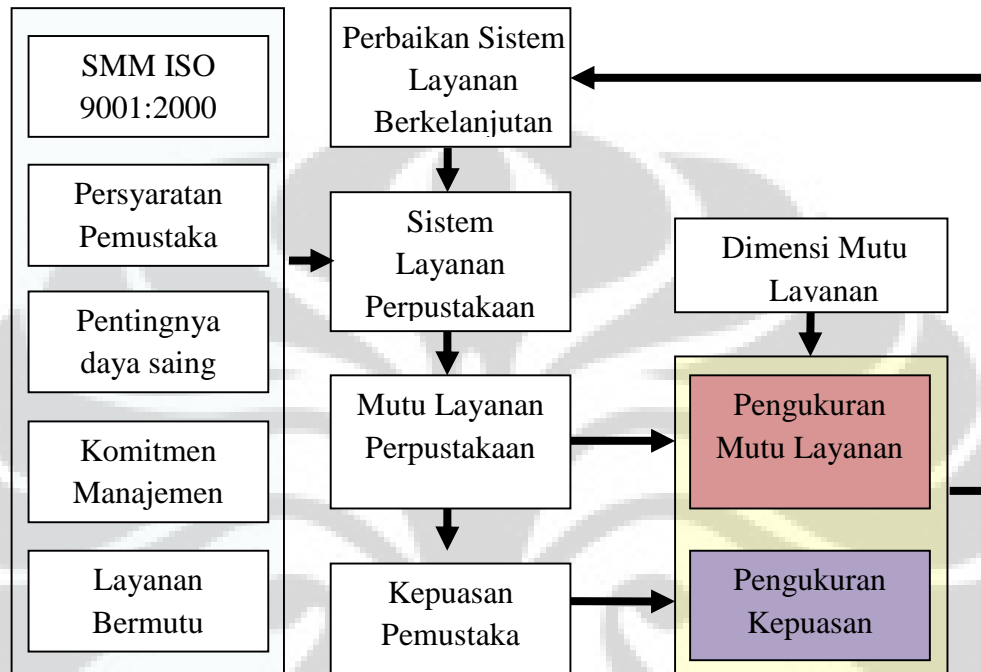 SMM ISO
9001:2000
Persyaratan
Pemustaka
Pentingnya
daya saing
Komitmen
Manajemen
Layanan
Bermutu
Perbaikan Sistem
Layanan
Berkelanjutan
Sistem
Layanan
Perpustakaan
Mutu Layanan
Perpustakaan
Kepuasan
Pemustaka
Dimensi Mutu
Layanan
Pengukuran
Mutu Layanan
Pengukuran
Kepuasan